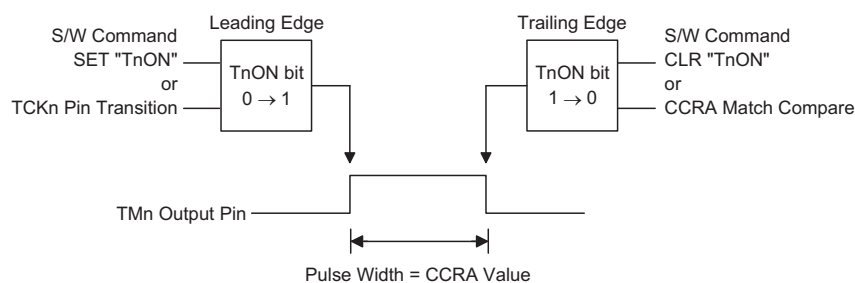 Leading Edge
S/W Command
SET "TnON"
or
TCKn Pin Transition
TnON bit
0 → 1
Trailing Edge
TnON bit
1 → 0
S/W Command
CLR "TnON"
or
CCRA Match Compare
TMn Output Pin
Pulse Width = CCRA Value